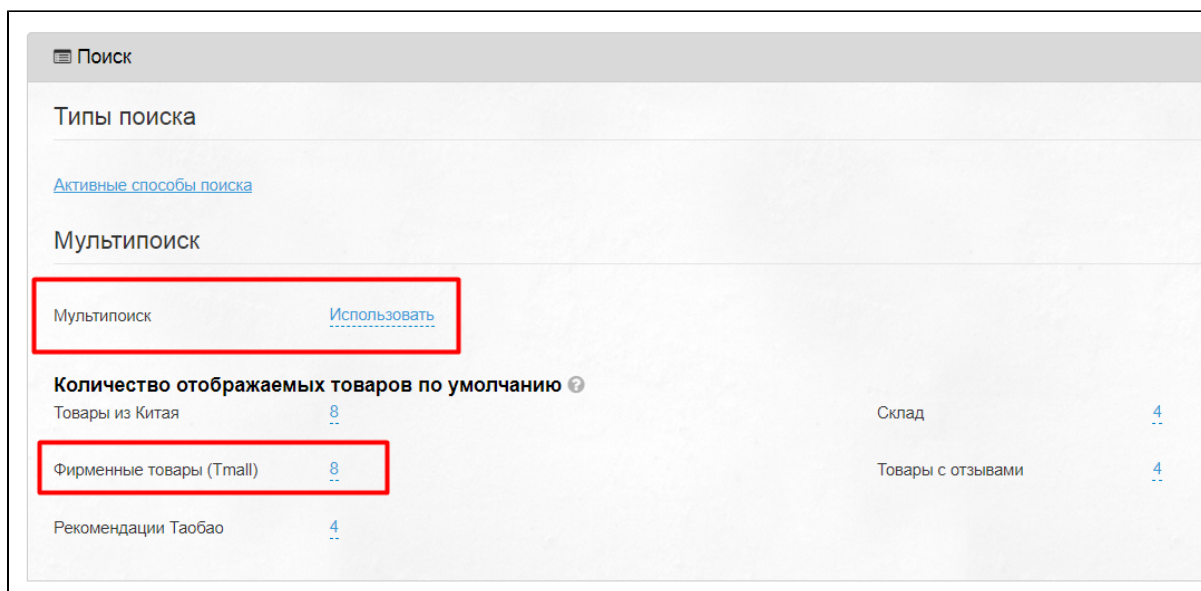 Поиск
Типы поиска
Активные способы поиска
Мультипоиск
Мультипоиск Использовать
Количество отображаемых товаров по умолчанию ?
Товары из Китая 8 Склад 4
Фирменные товары (Tmall) 8 Товары с отзывами 4
Рекомендации Таобао 4